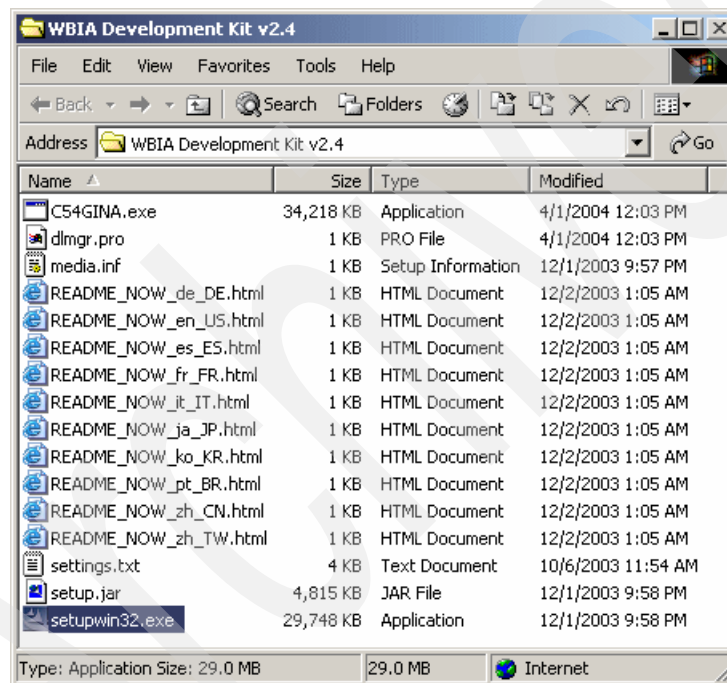 WBIA Development Kit v2.4
File Edit View Favorites Tools Help
Back Search Folders
Address WBIA Development Kit v2.4 Go
Name Size Type Modified
C54GINA.exe 34,218 KB Application 4/1/2004 12:03 PM
dlmgr.pro 1 KB PRO File 4/1/2004 12:03 PM
media.inf 1 KB Setup Information 12/1/2003 9:57 PM
README_NOW_de_DE.html 1 KB HTML Document 12/2/2003 1:05 AM
README_NOW_en_US.html 1 KB HTML Document 12/2/2003 1:05 AM
README_NOW_es_ES.html 1 KB HTML Document 12/2/2003 1:05 AM
README_NOW_fr_FR.html 1 KB HTML Document 12/2/2003 1:05 AM
README_NOW_it_IT.html 1 KB HTML Document 12/2/2003 1:05 AM
README_NOW_ja_JP.html 1 KB HTML Document 12/2/2003 1:05 AM
README_NOW_ko_KR.html 1 KB HTML Document 12/2/2003 1:05 AM
README_NOW_pt_BR.html 1 KB HTML Document 12/2/2003 1:05 AM
README_NOW_zh_CN.html 1 KB HTML Document 12/2/2003 1:05 AM
README_NOW_zh_TW.html 1 KB HTML Document 12/2/2003 1:05 AM
settings.txt 4 KB Text Document 10/6/2003 11:54 AM
setup.jar 4,815 KB JAR File 12/1/2003 9:58 PM
setupwin32.exe 29,748 KB Application 12/1/2003 9:58 PM
Type: Application Size: 29.0 MB 29.0 MB Internet